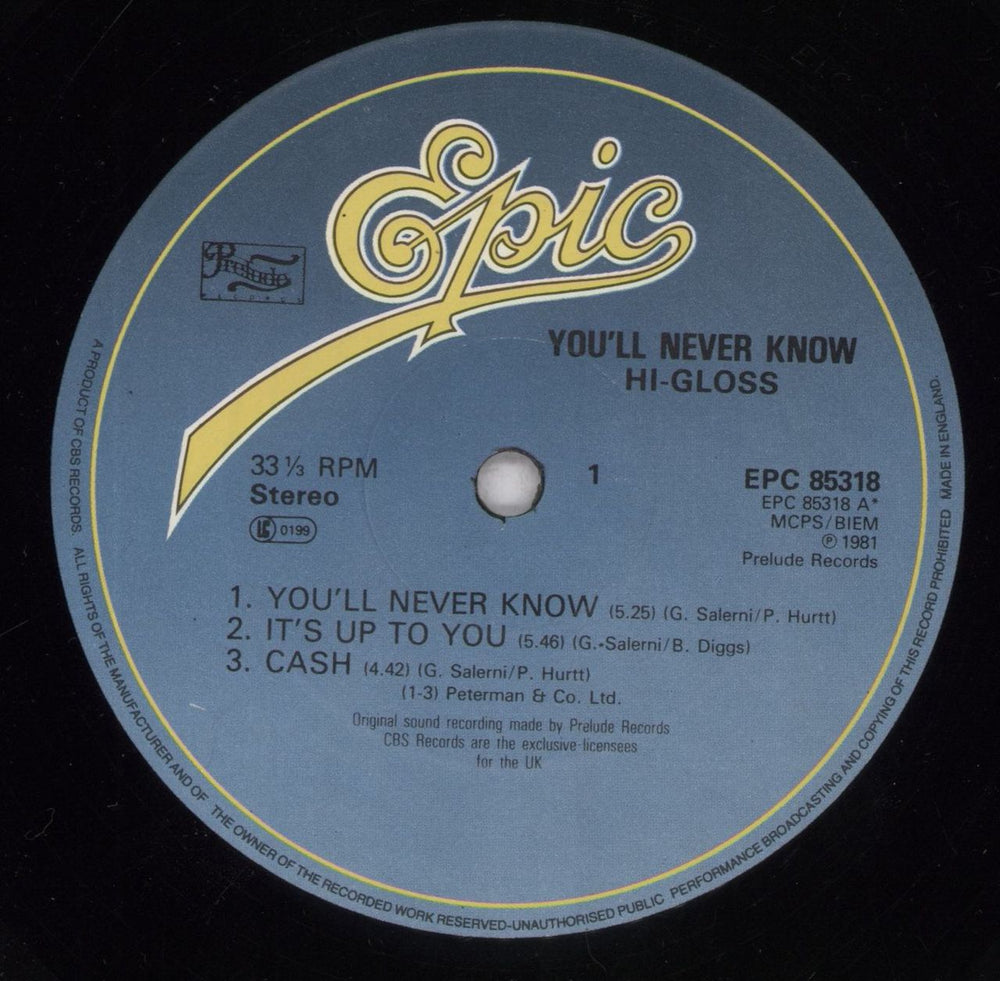 Epic
Prelude
RECORDS
YOU'LL NEVER KNOW
HI-GLOSS
33 ⅓ RPM
Stereo
LC 0199
1
EPC 85318
EPC 85318 A*
MCPS/BIEM
℗ 1981
Prelude Records
1. YOU'LL NEVER KNOW (5.25) (G. Salerni/P. Hurtt)
2. IT'S UP TO YOU (5.46) (G. Salerni/B. Diggs)
3. CASH (4.42) (G. Salerni/P. Hurtt)
(1-3) Peterman & Co. Ltd.
Original sound recording made by Prelude Records
CBS Records are the exclusive licensees
for the UK
A PRODUCT OF CBS RECORDS. ALL RIGHTS OF THE MANUFACTURER AND OF THE OWNER OF THE RECORDED WORK RESERVED-UNAUTHORISED PUBLIC PERFORMANCE BROADCASTING AND COPYING OF THIS RECORD PROHIBITED MADE IN ENGLAND.